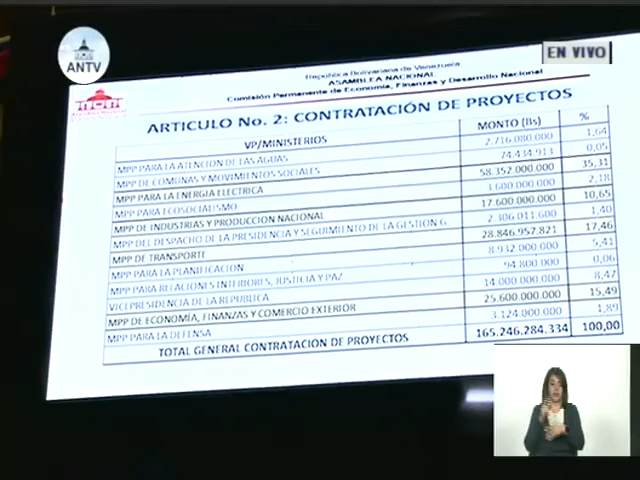 ANTV
EN VIVO
República Bolivariana de Venezuela
ASAMBLEA NACIONAL
Comisión Permanente de Economía, Finanzas y Desarrollo Nacional
ARTICULO No. 2: CONTRATACIÓN DE PROYECTOS
VP/MINISTERIOS MONTO (Bs) %
MPP PARA LA ATENCION DE LAS AGUAS 2.716.080.000 1,64
MPP DE COMUNAS Y MOVIMIENTOS SOCIALES 74.434.913 0,05
MPP PARA LA ENERGIA ELECTRICA 58.352.000.000 35,31
MPP PARA ECOSOCIALISMO 3.600.000.000 2,18
MPP DE INDUSTRIAS Y PRODUCCION NACIONAL 17.600.000.000 10,65
MPP DEL DESPACHO DE LA PRESIDENCIA Y SEGUIMIENTO DE LA GESTION G. 2.306.011.600 1,40
MPP DE TRANSPORTE 28.846.957.821 17,46
MPP PARA LA PLANIFICACION 8.932.000.000 5,41
MPP PARA RELACIONES INTERIORES, JUSTICIA Y PAZ 94.800.000 0,06
VICEPRESIDENCIA DE LA REPUBLICA 14.000.000.000 8,47
MPP DE ECONOMIA, FINANZAS Y COMERCIO EXTERIOR 25.600.000.000 15,49
MPP PARA LA DEFENSA 3.124.000.000 1,89
TOTAL GENERAL CONTRATACION DE PROYECTOS 165.246.284.334 100,00